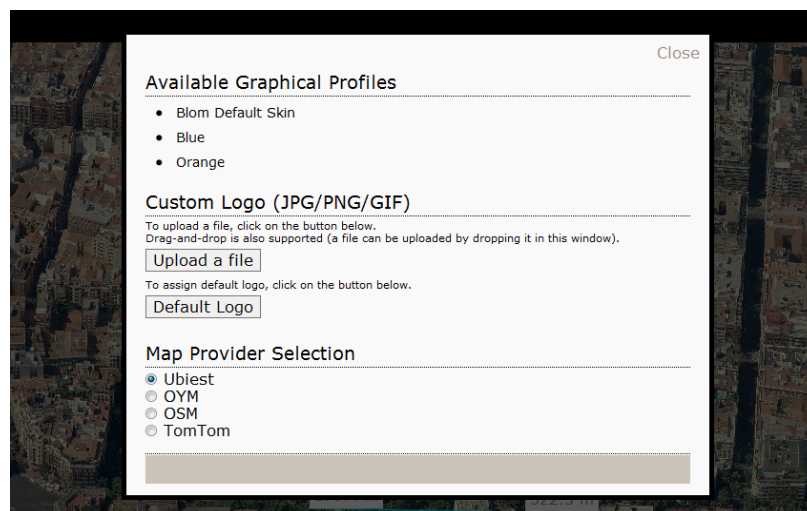 Close
Available Graphical Profiles
Blom Default Skin
Blue
Orange
Custom Logo (JPG/PNG/GIF)
To upload a file, click on the button below.
Drag-and-drop is also supported (a file can be uploaded by dropping it in this window).
Upload a file
To assign default logo, click on the button below.
Default Logo
Map Provider Selection
Ubiest
OYM
OSM
TomTom